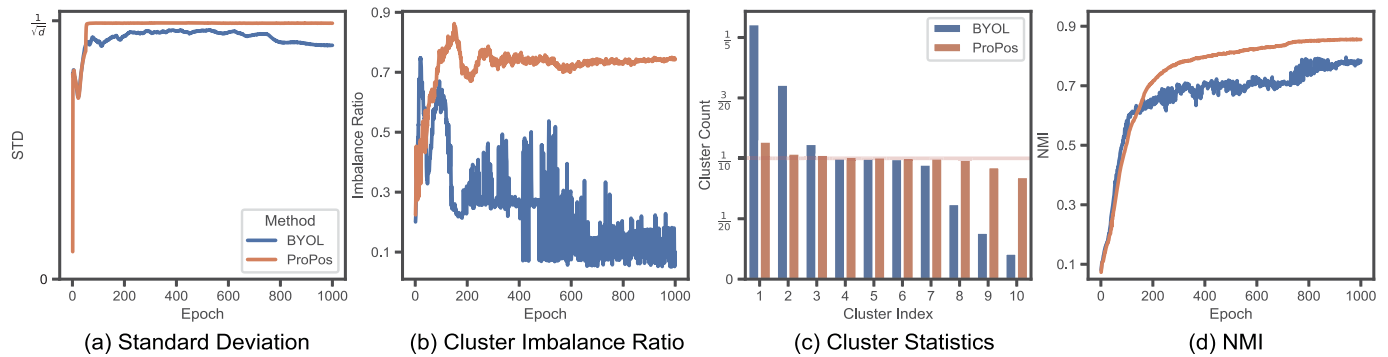 1/√d
0
STD
0 200 400 600 800 1000
Epoch
Method
BYOL
ProPos
(a) Standard Deviation
0.9
0.7
0.5
0.3
0.1
Imbalance Ratio
0 200 400 600 800 1000
Epoch
(b) Cluster Imbalance Ratio
1/5
3/20
1/10
1/20
0
Cluster Count
BYOL
ProPos
1 2 3 4 5 6 7 8 9 10
Cluster Index
(c) Cluster Statistics
0.9
0.7
0.5
0.3
0.1
NMI
0 200 400 600 800 1000
Epoch
(d) NMI